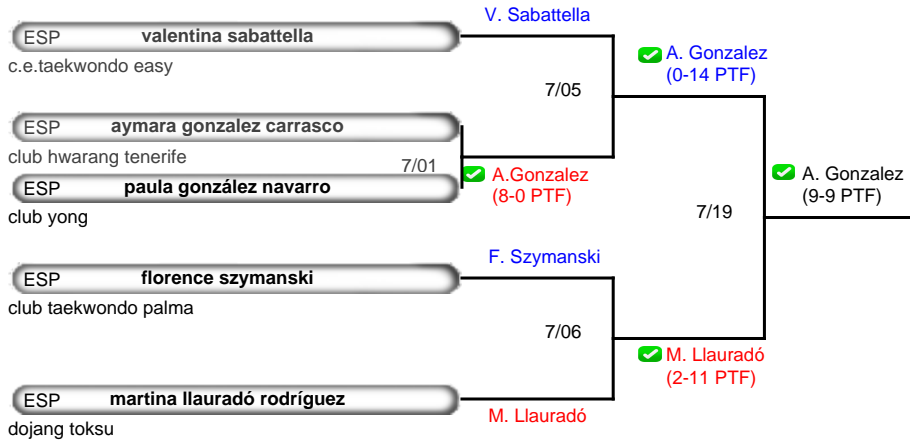 V. Sabattella
ESP valentina sabattella
c.e.taekwondo easy
A. Gonzalez
(0-14 PTF)
7/05
ESP aymara gonzalez carrasco
club hwarang tenerife
7/01
A.Gonzalez
(8-0 PTF)
ESP paula gonzález navarro
club yong
A. Gonzalez
(9-9 PTF)
7/19
F. Szymanski
ESP florence szymanski
club taekwondo palma
7/06
M. Llauradó
(2-11 PTF)
ESP martina llauradó rodríguez
M. Llauradó
dojang toksu